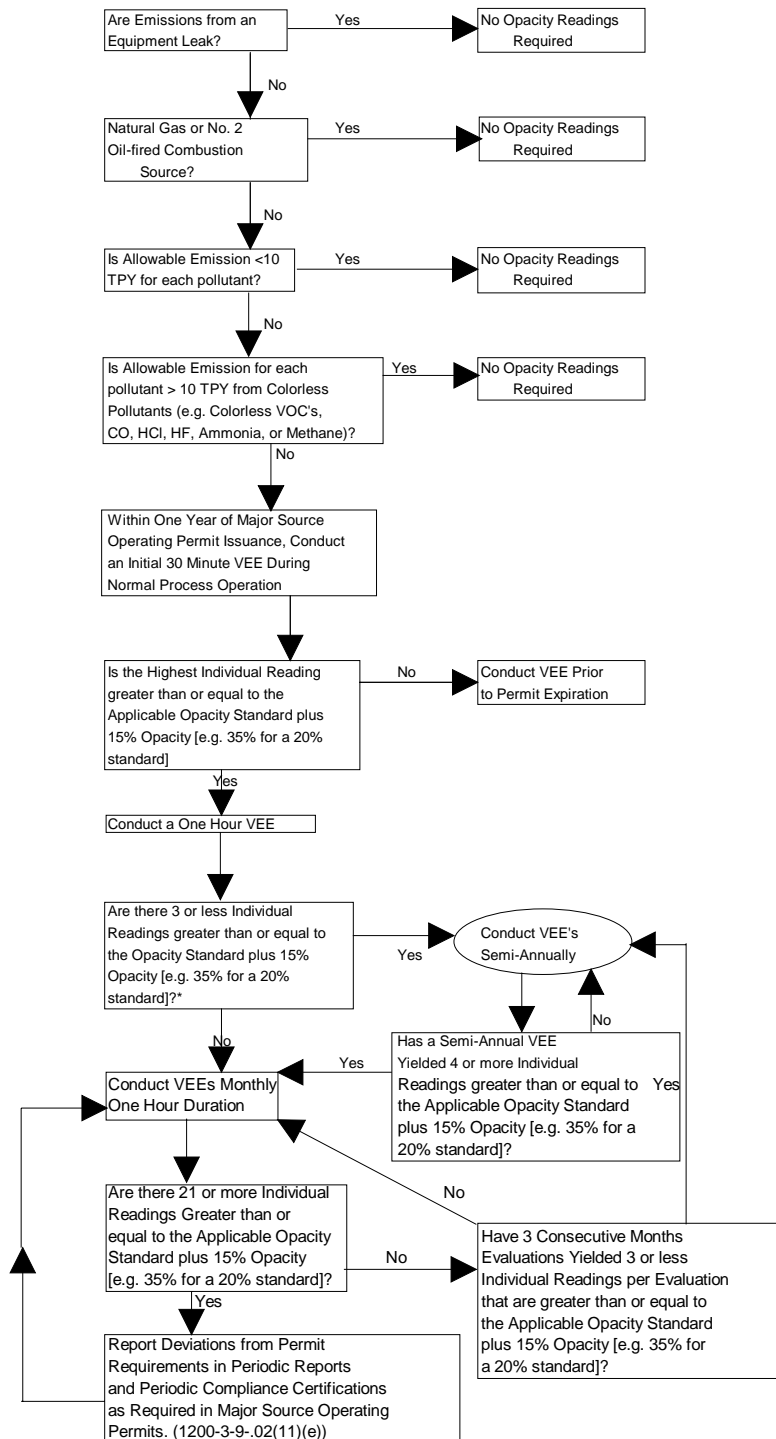 Are Emissions from an
Equipment Leak?
Yes
No Opacity Readings
Required
No
Natural Gas or No. 2
Oil-fired Combustion
Source?
Yes
No Opacity Readings
Required
No
Is Allowable Emission <10
TPY for each pollutant?
Yes
No Opacity Readings
Required
No
Is Allowable Emission for each
pollutant > 10 TPY from Colorless
Pollutants (e.g. Colorless VOC's,
CO, HCl, HF, Ammonia, or Methane)?
Yes
No Opacity Readings
Required
No
Within One Year of Major Source
Operating Permit Issuance, Conduct
an Initial 30 Minute VEE During
Normal Process Operation
Is the Highest Individual Reading
greater than or equal to the
Applicable Opacity Standard plus
15% Opacity [e.g. 35% for a 20%
standard]
No
Conduct VEE Prior
to Permit Expiration
Yes
Conduct a One Hour VEE
Are there 3 or less Individual
Readings greater than or equal to
the Opacity Standard plus 15%
Opacity [e.g. 35% for a 20%
standard]?*
Yes
Conduct VEE's
Semi-Annually
No
No
Has a Semi-Annual VEE
Yielded 4 or more Individual
Readings greater than or equal to
the Applicable Opacity Standard
plus 15% Opacity [e.g. 35% for a
20% standard]?
Yes
Yes
Conduct VEEs Monthly
One Hour Duration
Are there 21 or more Individual
Readings Greater than or
equal to the Applicable Opacity
Standard plus 15% Opacity
[e.g. 35% for a 20% standard]?
No
No
Have 3 Consecutive Months
Evaluations Yielded 3 or less
Individual Readings per Evaluation
that are greater than or equal to
the Applicable Opacity Standard
plus 15% Opacity [e.g. 35% for
a 20% standard]?
Yes
Report Deviations from Permit
Requirements in Periodic Reports
and Periodic Compliance Certifications
as Required in Major Source Operating
Permits. (1200-3-9-.02(11)(e))